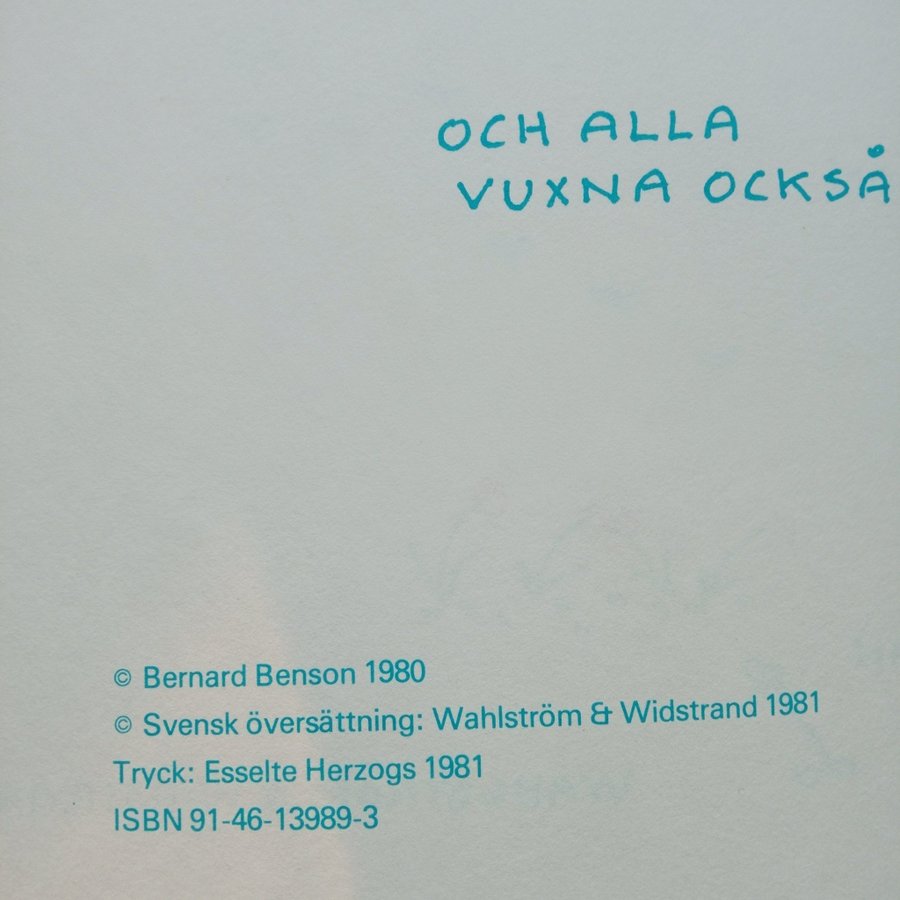 OCH ALLA
VUXNA OCKSÅ
© Bernard Benson 1980
© Svensk översättning: Wahlström & Widstrand 1981
Tryck: Esselte Herzogs 1981
ISBN 91-46-13989-3